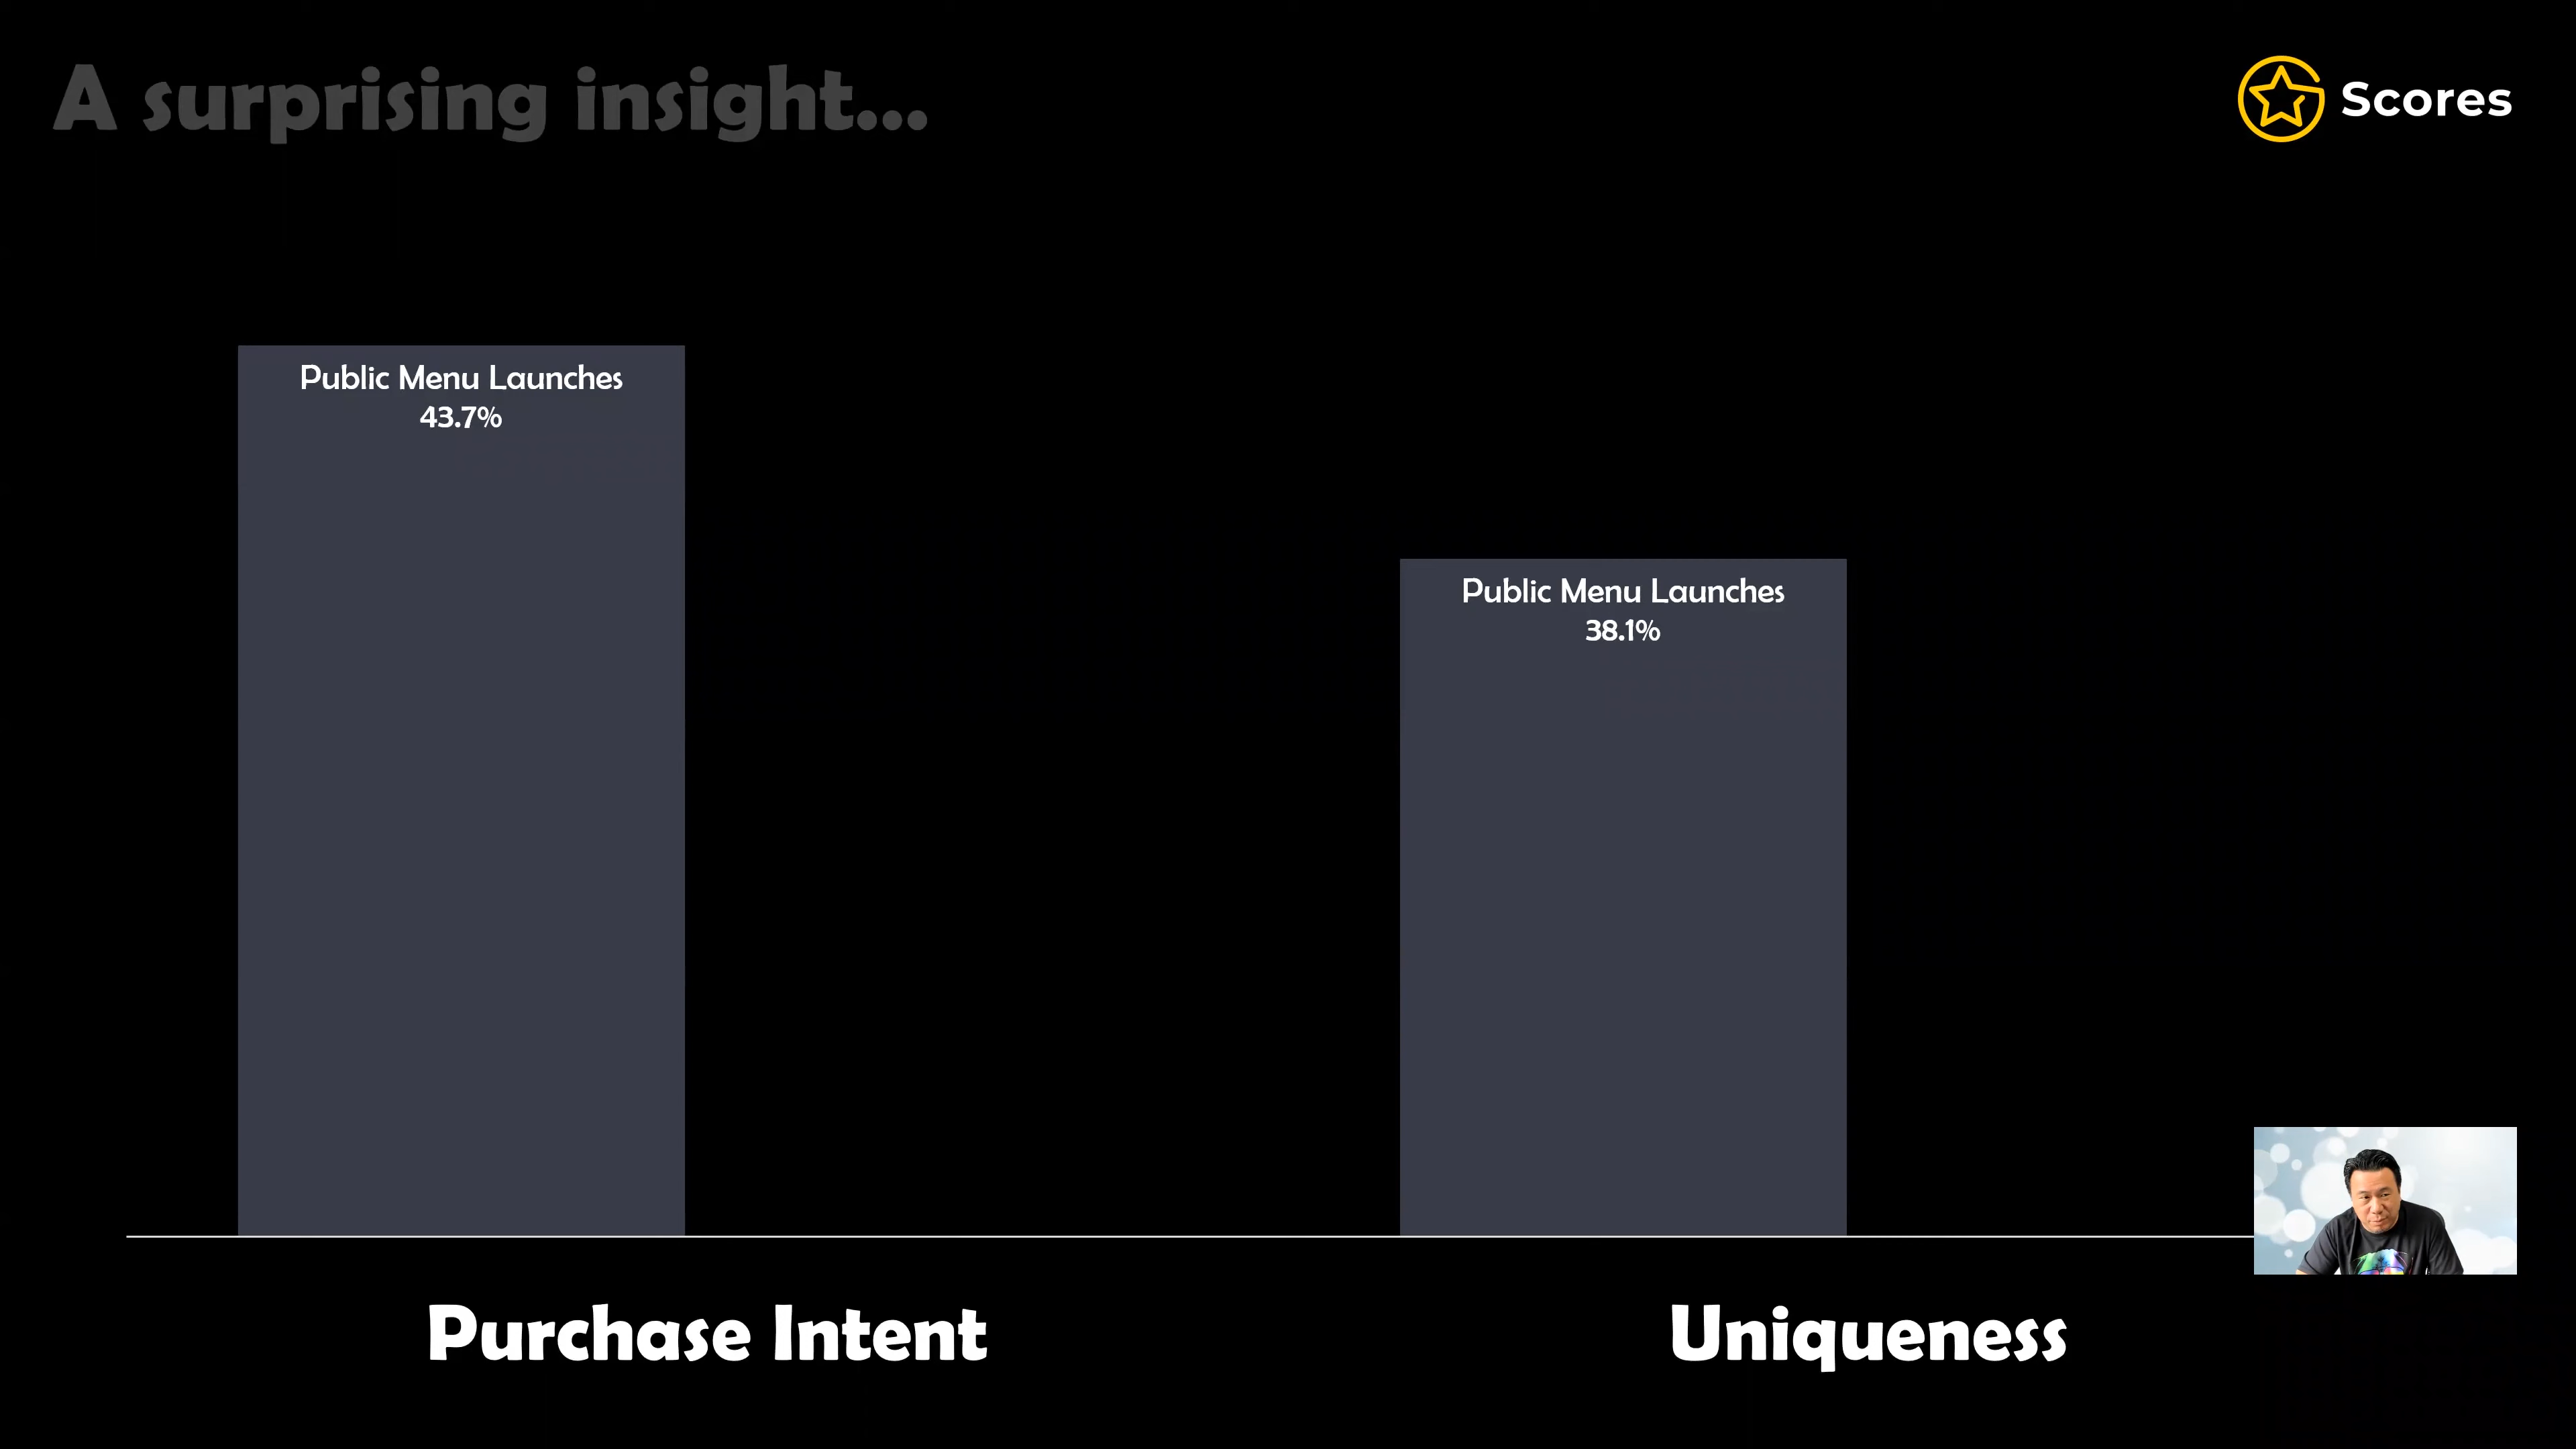 A surprising insight...
Scores
Public Menu Launches
43.7%
Public Menu Launches
38.1%
Purchase Intent
Uniqueness